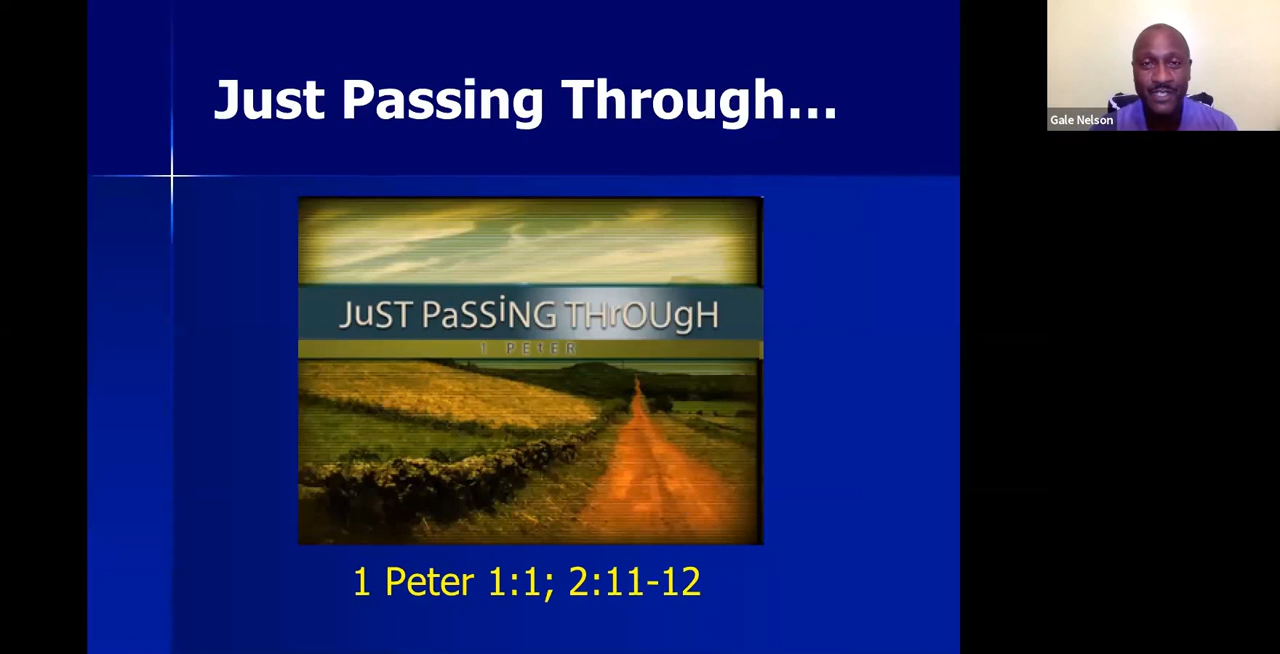 Just Passing Through...
Gale Nelson
JuST PaSSiNG THrOUgH
1 PEtER
1 Peter 1:1; 2:11-12